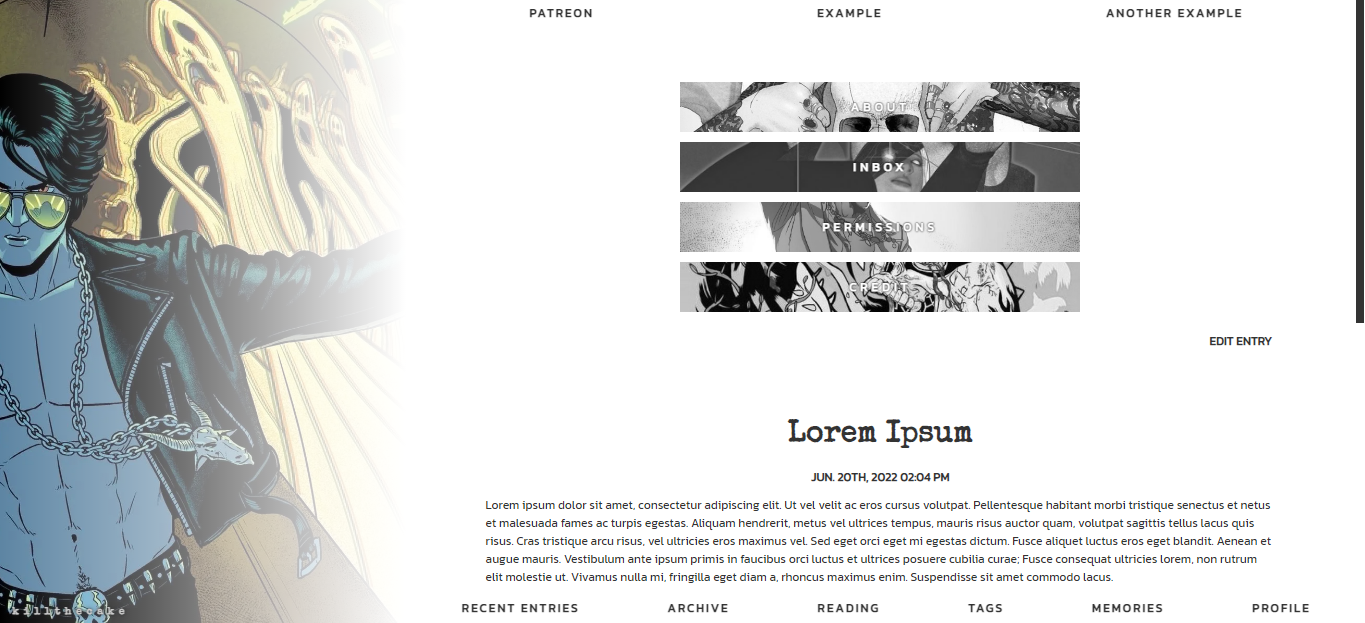 PATREON EXAMPLE ANOTHER EXAMPLE
ABOUT
INBOX
PERMISSIONS
CREDIT
EDIT ENTRY
Lorem Ipsum
JUN. 20TH, 2022 02:04 PM
Lorem ipsum dolor sit amet, consectetur adipiscing elit. Ut vel velit ac eros cursus volutpat. Pellentesque habitant morbi tristique senectus et netus
et malesuada fames ac turpis egestas. Aliquam hendrerit, metus vel ultrices tempus, mauris risus auctor quam, volutpat sagittis tellus lacus quis
risus. Cras tristique arcu risus, vel ultricies eros maximus vel. Sed eget orci eget mi egestas dictum. Fusce aliquet luctus eros eget blandit. Aenean et
augue mauris. Vestibulum ante ipsum primis in faucibus orci luctus et ultrices posuere cubilia curae; Fusce consequat ultricies lorem, non rutrum
elit molestie ut. Vivamus nulla mi, fringilla eget diam a, rhoncus maximus enim. Suspendisse sit amet commodo lacus.
killthecake
RECENT ENTRIES ARCHIVE READING TAGS MEMORIES PROFILE